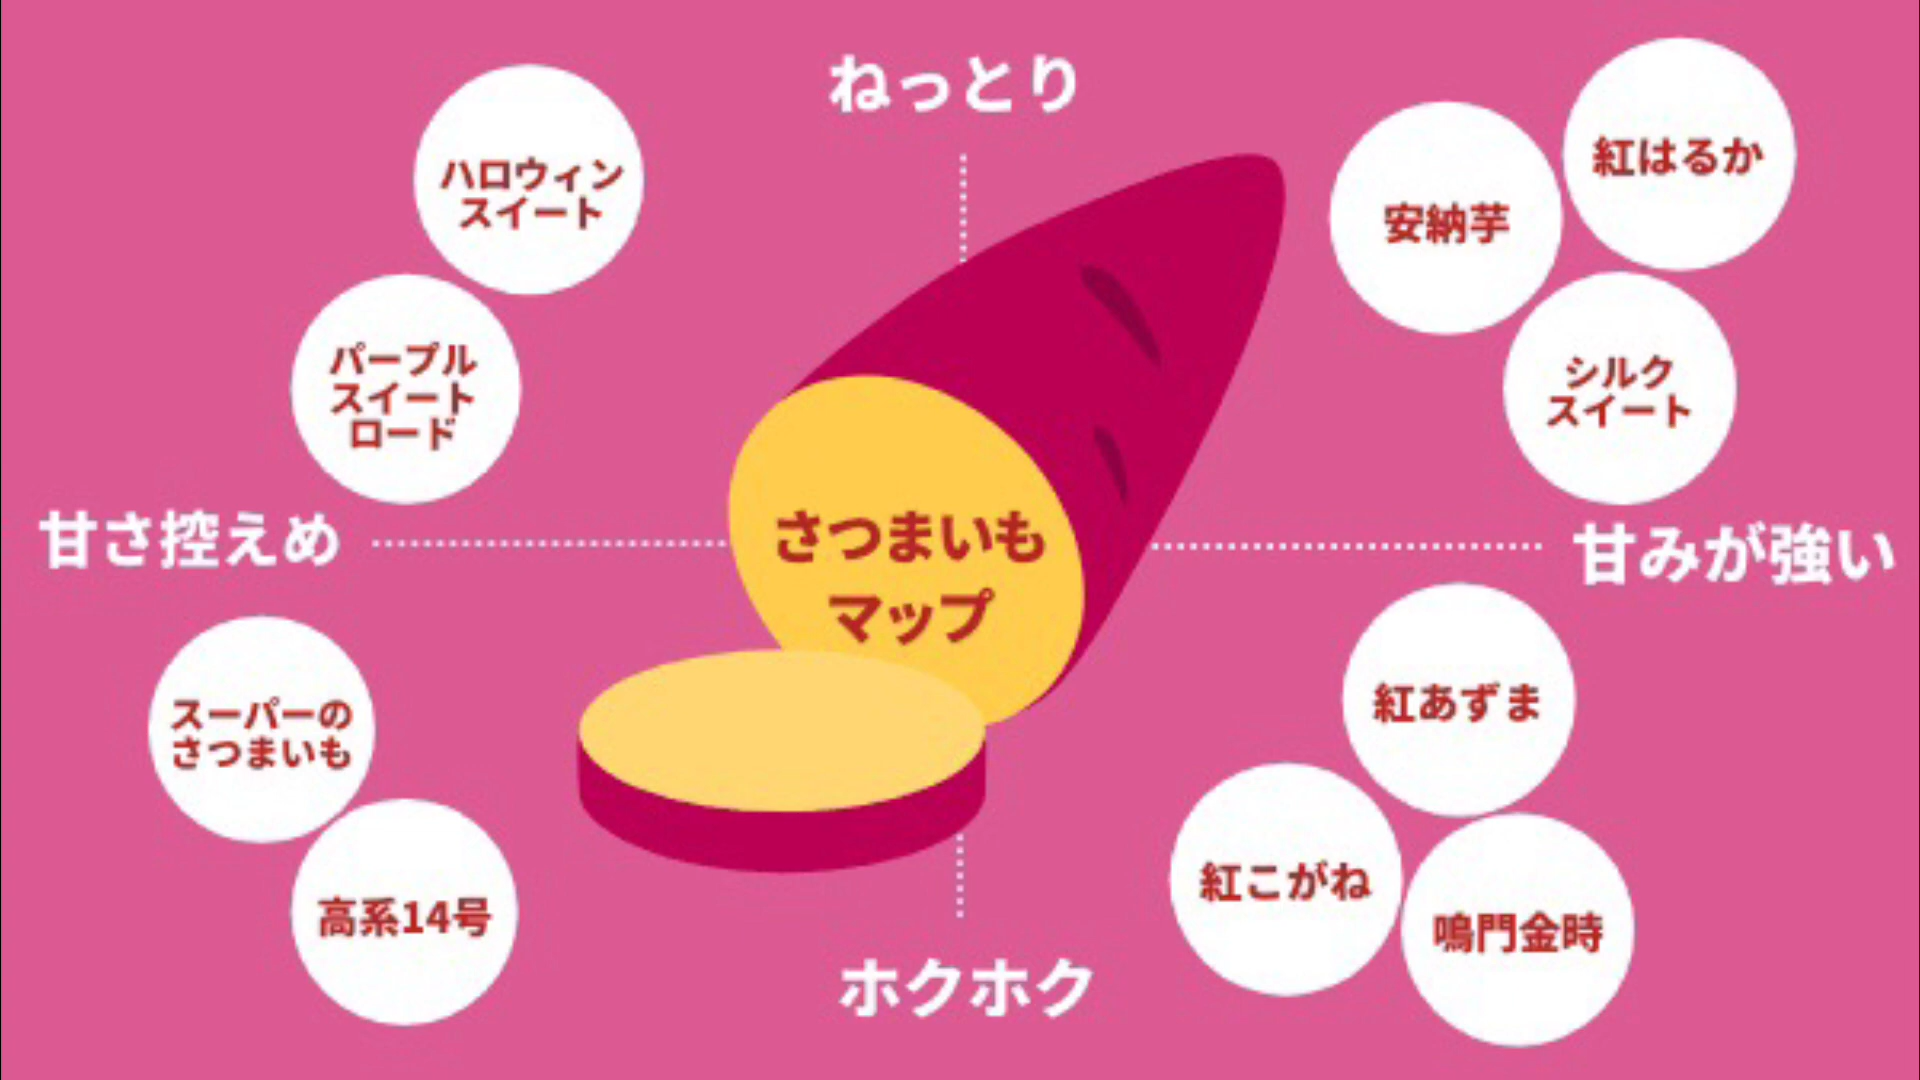 ねっとり
ハロウィン
スイート
パープル
スイート
ロード
安納芋
紅はるか
シルク
スイート
甘さ控えめ
さつまいも
マップ
甘みが強い
スーパーの
さつまいも
高系14号
紅あずま
紅こがね
鳴門金時
ホクホク